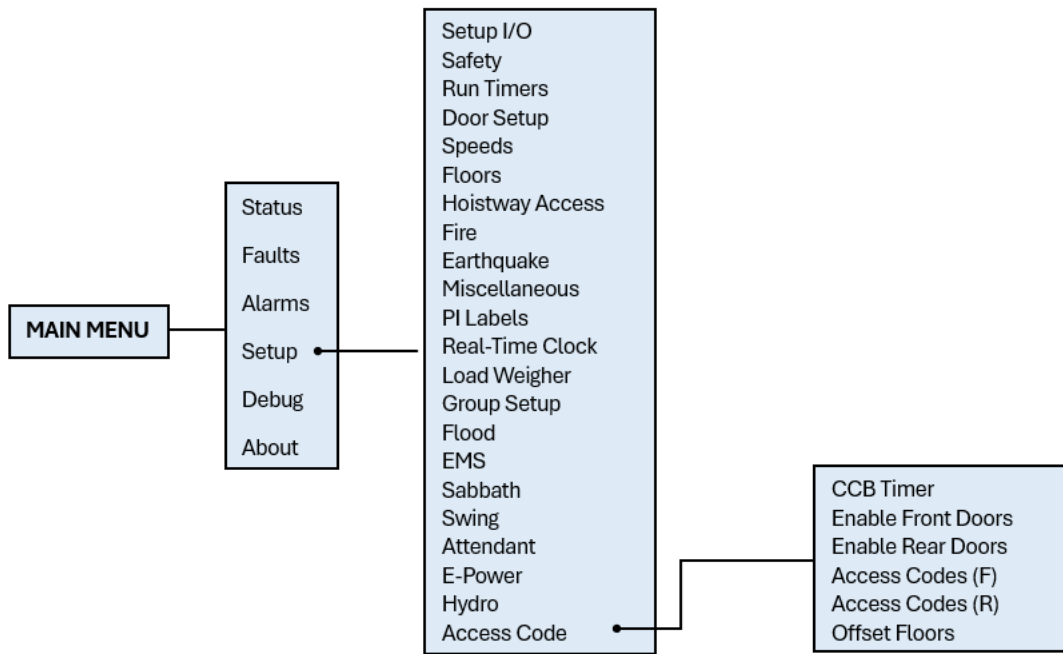 MAIN MENU
Status
Faults
Alarms
Setup
Debug
About
Setup I/O
Safety
Run Timers
Door Setup
Speeds
Floors
Hoistway Access
Fire
Earthquake
Miscellaneous
PI Labels
Real-Time Clock
Load Weigher
Group Setup
Flood
EMS
Sabbath
Swing
Attendant
E-Power
Hydro
Access Code
CCB Timer
Enable Front Doors
Enable Rear Doors
Access Codes (F)
Access Codes (R)
Offset Floors